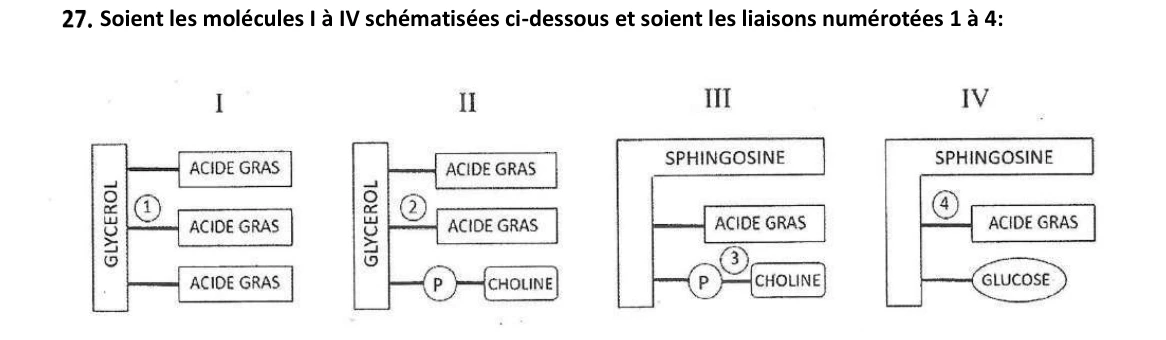 27. Soient les molécules I à IV schématisées ci-dessous et soient les liaisons numérotées 1 à 4:
I
II
III
IV
GLYCEROL
1
ACIDE GRAS
ACIDE GRAS
ACIDE GRAS
GLYCEROL
2
ACIDE GRAS
ACIDE GRAS
P
CHOLINE
SPHINGOSINE
ACIDE GRAS
3
P
CHOLINE
SPHINGOSINE
4
ACIDE GRAS
GLUCOSE